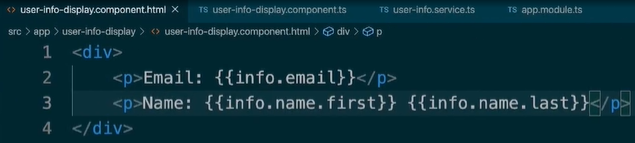 <> user-info-display.component.html × TS user-info-display.component.ts TS user-info.service.ts TS app.module.ts
src > app > user-info-display > <> user-info-display.component.html > div > p
1 <div>
2 <p>Email: {{info.email}}</p>
3 <p>Name: {{info.name.first}} {{info.name.last}}</p>
4 </div>